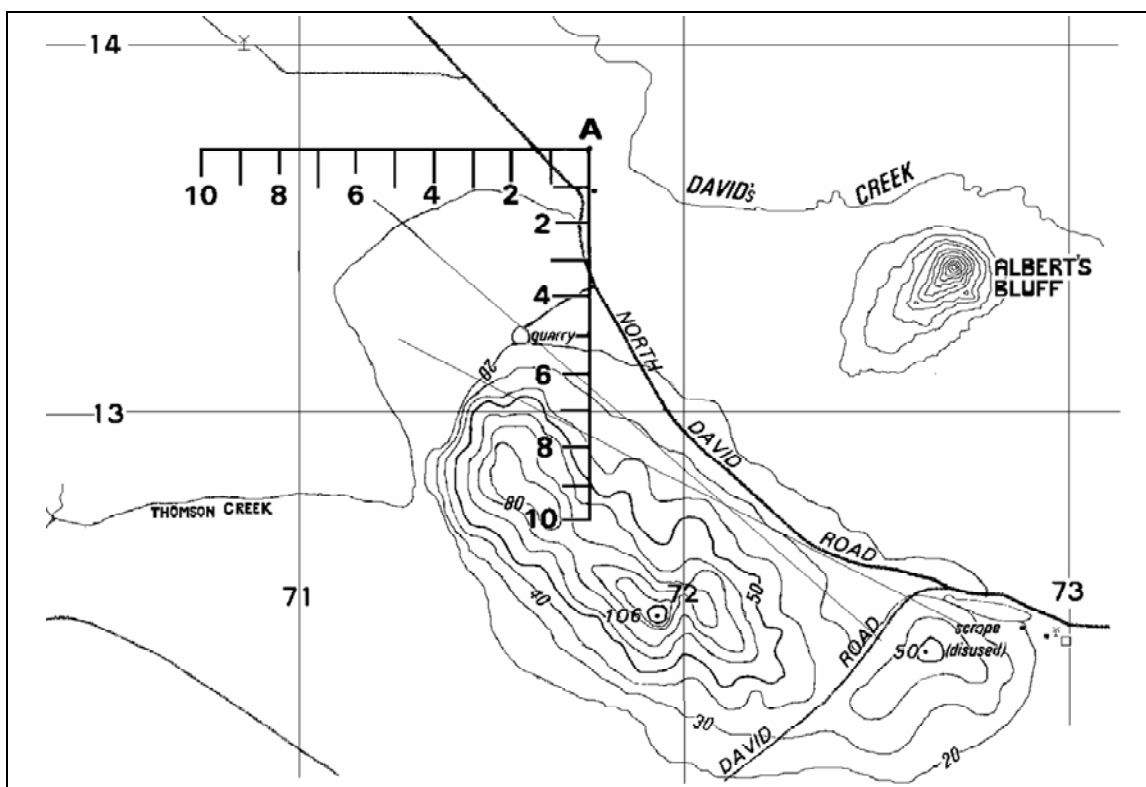 14
A
10 8 6 4 2
2
DAVID's CREEK
ALBERT'S
BLUFF
4
NORTH
quarry
20
6
13
DAVID
8
80
10
THOMSON CREEK
ROAD
71
72
73
40
50
106
ROAD
scrape
50 (disused)
30
DAVID
20